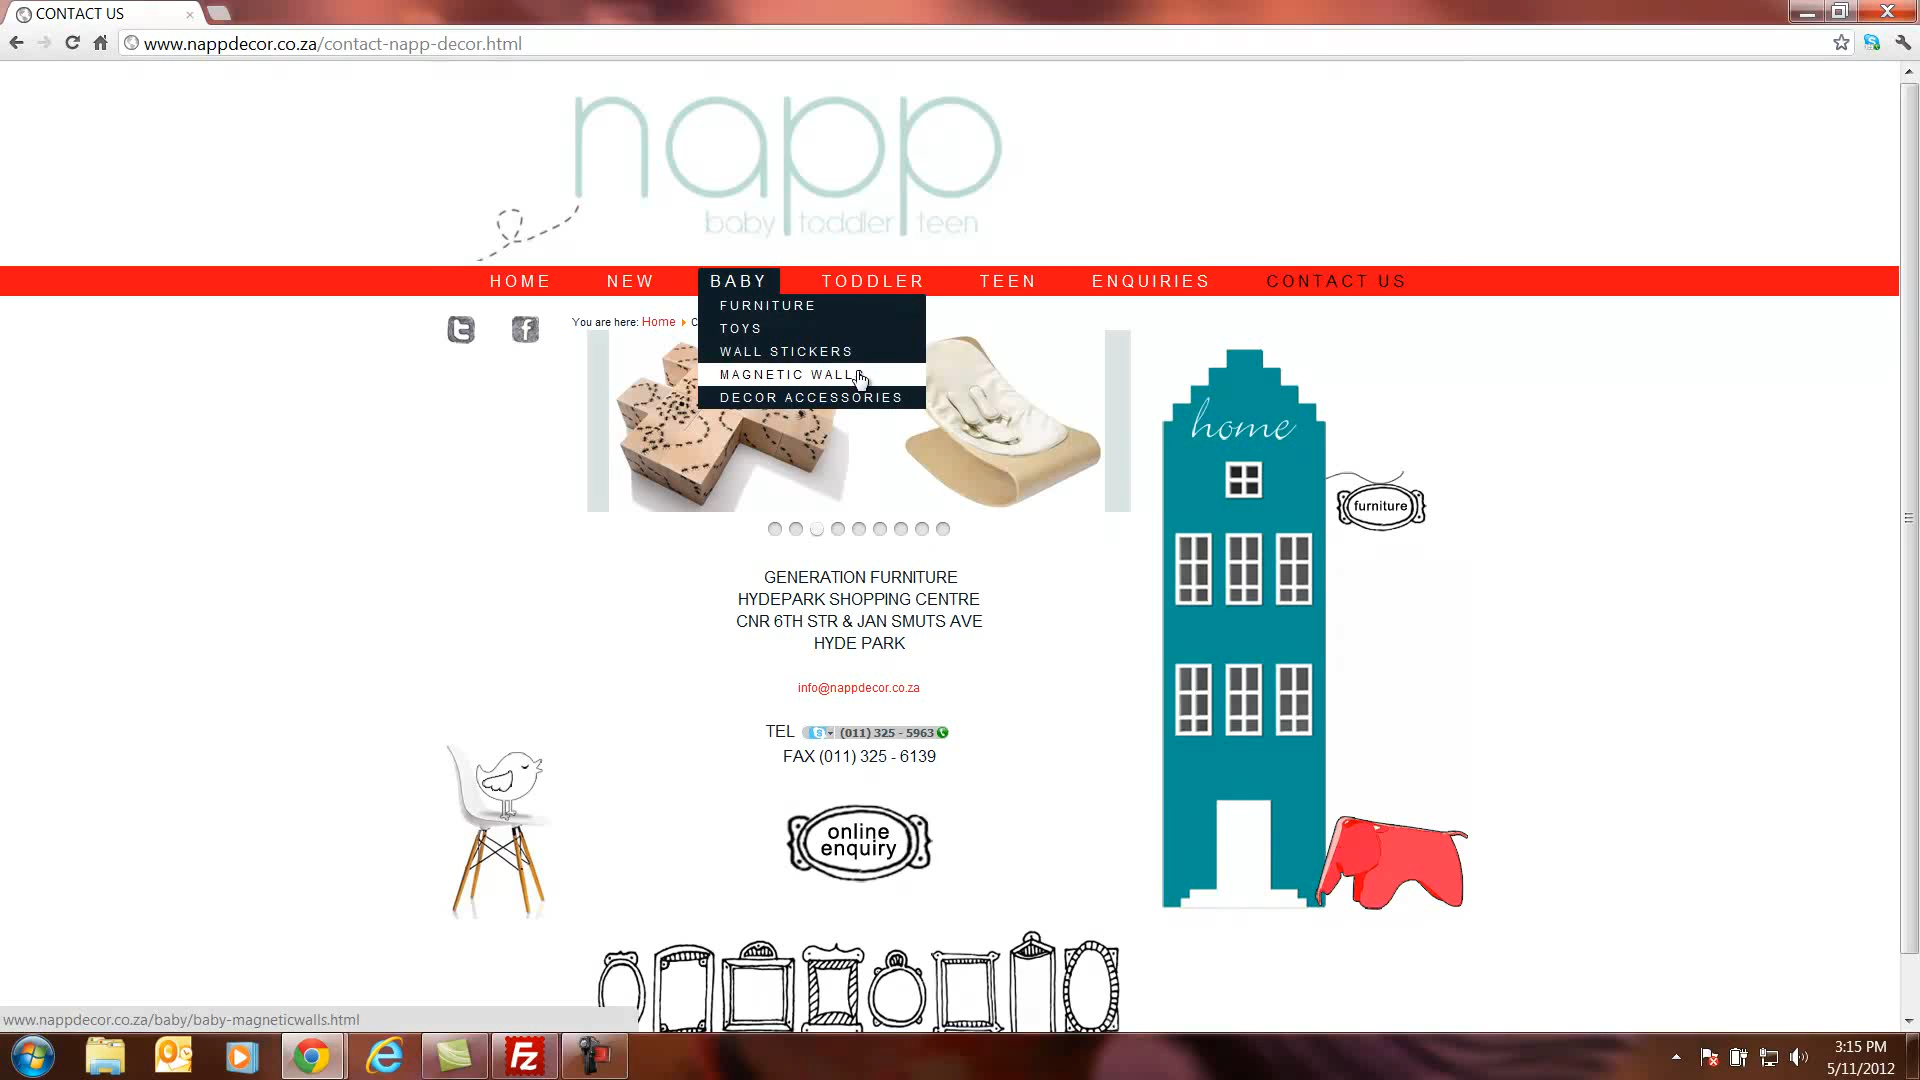 CONTACT US
www.nappdecor.co.za/contact-napp-decor.html
napp
baby toddler teen
HOME NEW BABY TODDLER TEEN ENQUIRIES CONTACT US
FURNITURE
You are here: Home C
TOYS
WALL STICKERS
MAGNETIC WALLS
DECOR ACCESSORIES
home
furniture
GENERATION FURNITURE
HYDEPARK SHOPPING CENTRE
CNR 6TH STR & JAN SMUTS AVE
HYDE PARK
info@nappdecor.co.za
TEL (011) 325 - 5963
FAX (011) 325 - 6139
online
enquiry
www.nappdecor.co.za/baby/baby-magneticwalls.html
3:15 PM
5/11/2012